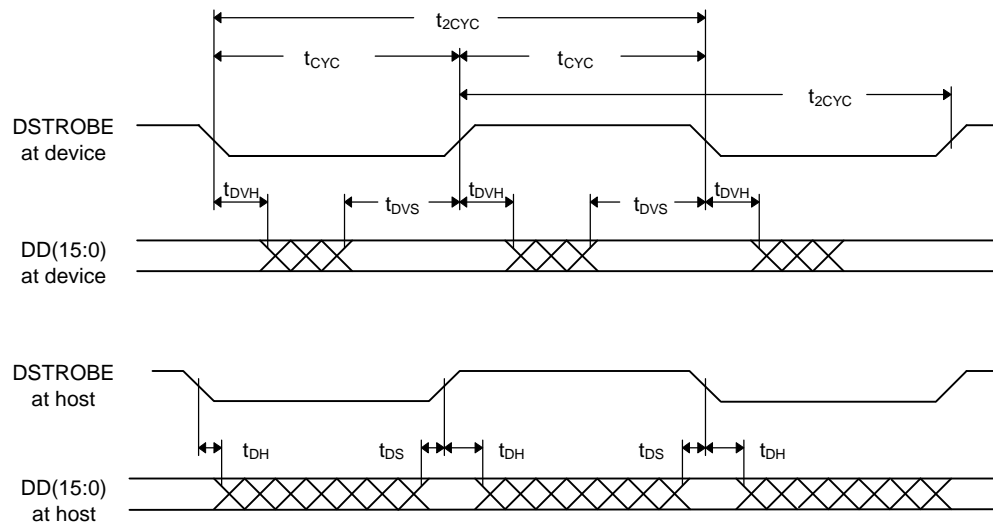 t2CYC
tCYC tCYC
t2CYC
DSTROBE
at device
tDVH tDVS tDVH tDVS tDVH
DD(15:0)
at device
DSTROBE
at host
tDH tDS tDH tDS tDH
DD(15:0)
at host